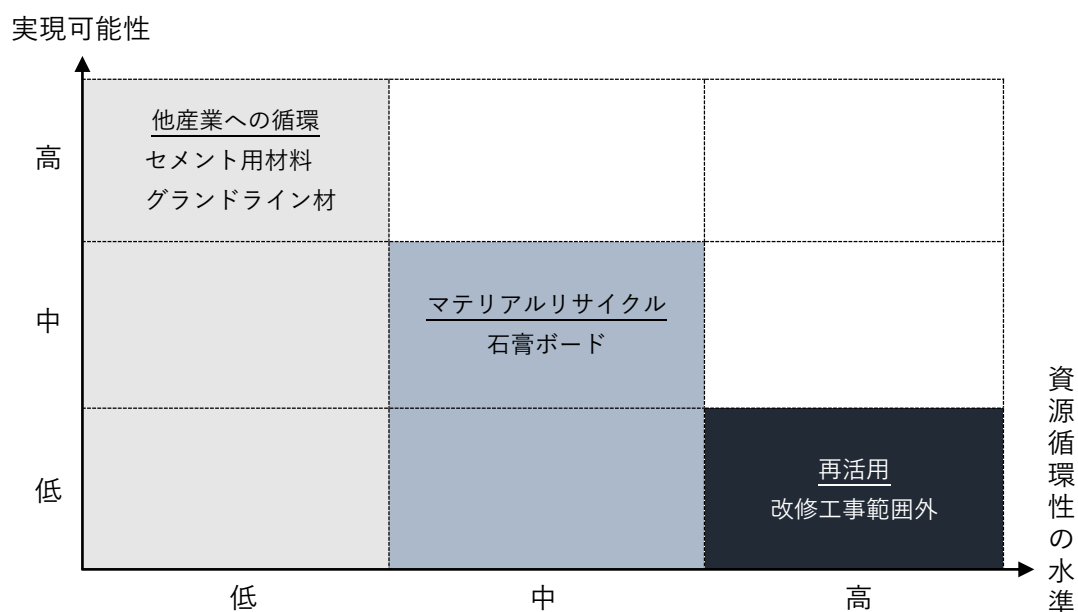 実現可能性
高
他産業への循環
セメント用材料
グランドライン材
中
マテリアルリサイクル
石膏ボード
低
再活用
改修工事範囲外
資源循環性の水準
低
中
高